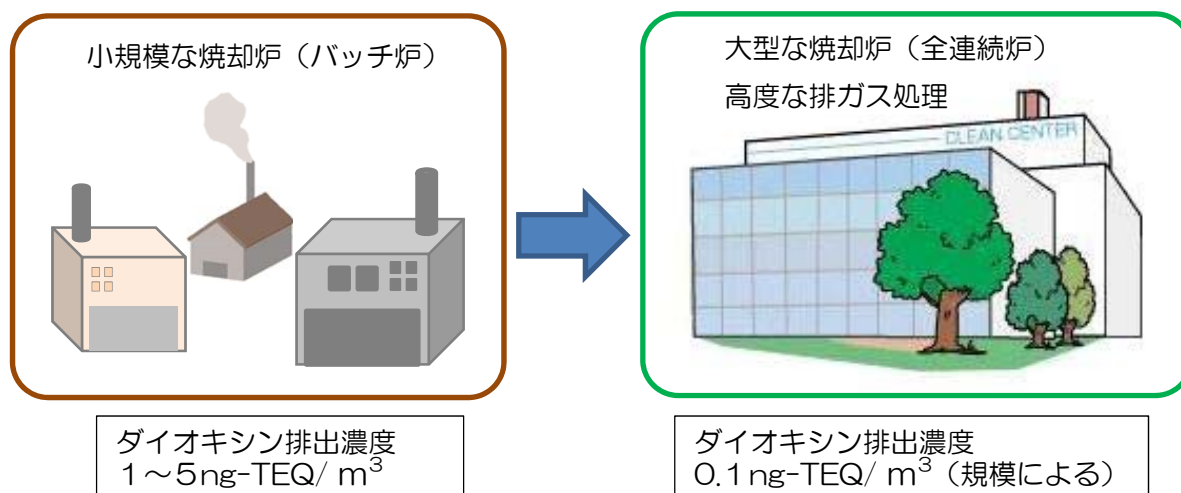 小規模な焼却炉（バッチ炉）
大型な焼却炉（全連続炉）
高度な排ガス処理
CLEAN CENTER
ダイオキシン排出濃度
１～５ng-TEQ/ m³
ダイオキシン排出濃度
0.1ng-TEQ/ m³（規模による）